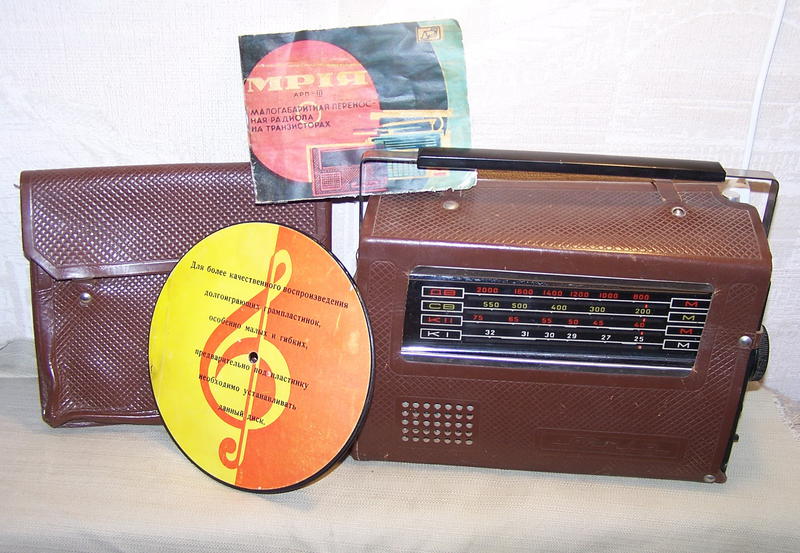 МРІЯ
АРП-III
МАЛОГАБАРИТНАЯ ПЕРЕНОС-
НАЯ РАДИОЛА
НА ТРАНЗИСТОРАХ
Для более качественного воспроизведения
долгоиграющих грампластинок,
особенно малых и гибких,
предварительно под пластинку
необходимо устанавливать
данный диск.
ДВ 2000 1600 1400 1200 1000 800 М
СВ 550 500 400 300 200 М
КII 75 65 55 50 45 40 М
КI 32 31 30 29 27 25 М